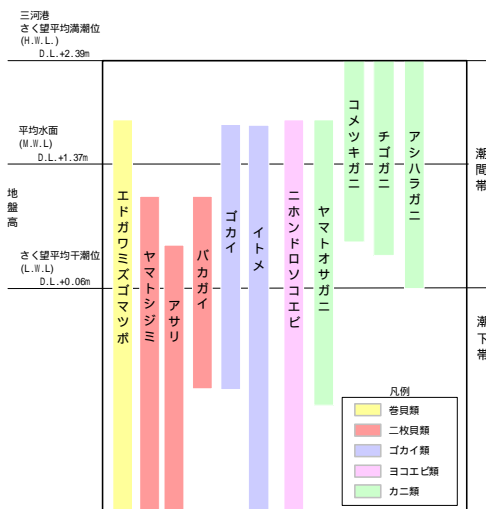 三河港
さく望平均満潮位
(H.W.L.)
D.L.+2.39m
平均水面
(M.W.L)
D.L.+1.37m
地盤高
さく望平均干潮位
(L.W.L)
D.L.+0.06m
エドガワミズゴマツボ
ヤマトシジミ
アサリ
バカガイ
ゴカイ
イトメ
ニホンドロソコエビ
ヤマトオサガニ
コメツキガニ
チゴガニ
アシハラガニ
潮間帯
潮下帯
凡例
巻貝類
二枚貝類
ゴカイ類
ヨコエビ類
カニ類